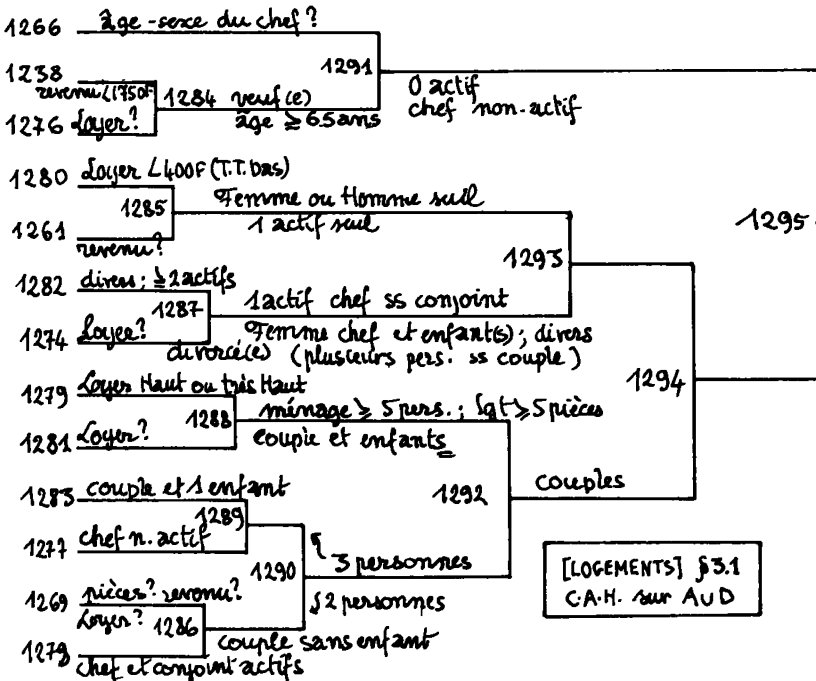 1266 âge-sexe du chef?
1291
0 actif
chef non-actif
1238
revenu<1750F
1284 veuf(e)
âge ≥ 65 ans
1276 Loyer?
1280 Loyer <400F (T.T. bas)
1285
Femme ou Homme seul
1 actif seul
1261
revenu?
1295
1293
1282 divers; ≥2 actifs
1287
1 actif chef ss conjoint
Femme chef et enfant(s); divers
1274 Loyer?
divorcé(e) (plusieurs pers. ss couple)
1294
1279 Loyer Haut ou très Haut
1288
ménage ≥ 5 pers.; lgt ≥ 5 pièces
couple et enfants
1281 Loyer?
1292
couples
1283 couple et 1 enfant
1289
1277 chef n. actif
1290
3 personnes
2 personnes
1269 pièces? revenu?
Loyer?
1286
couple sans enfant
1278
chef et conjoint actifs
[LOGEMENTS] §3.1
C.A.H. sur AUD